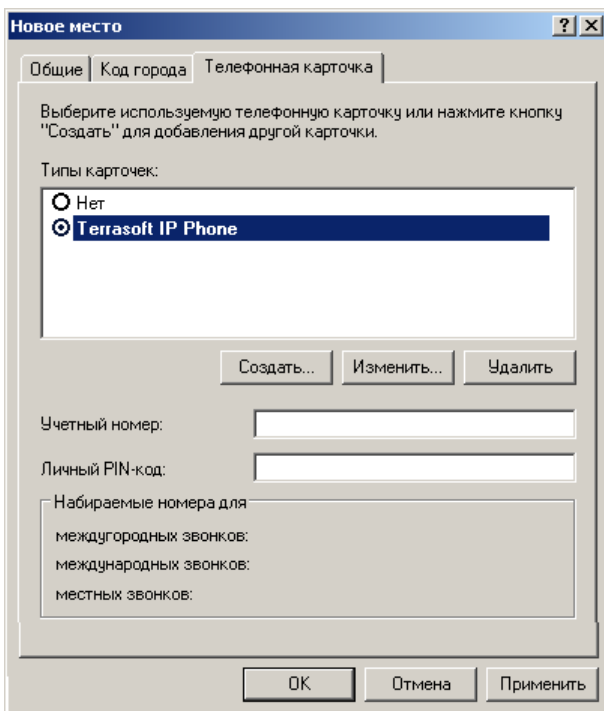 Новое место
Общие Код города Телефонная карточка
Выберите используемую телефонную карточку или нажмите кнопку
"Создать" для добавления другой карточки.
Типы карточек:
Нет
Terrasoft IP Phone
Создать... Изменить... Удалить
Учетный номер:
Личный PIN-код:
Набираемые номера для
междугородных звонков:
международных звонков:
местных звонков:
OK Отмена Применить